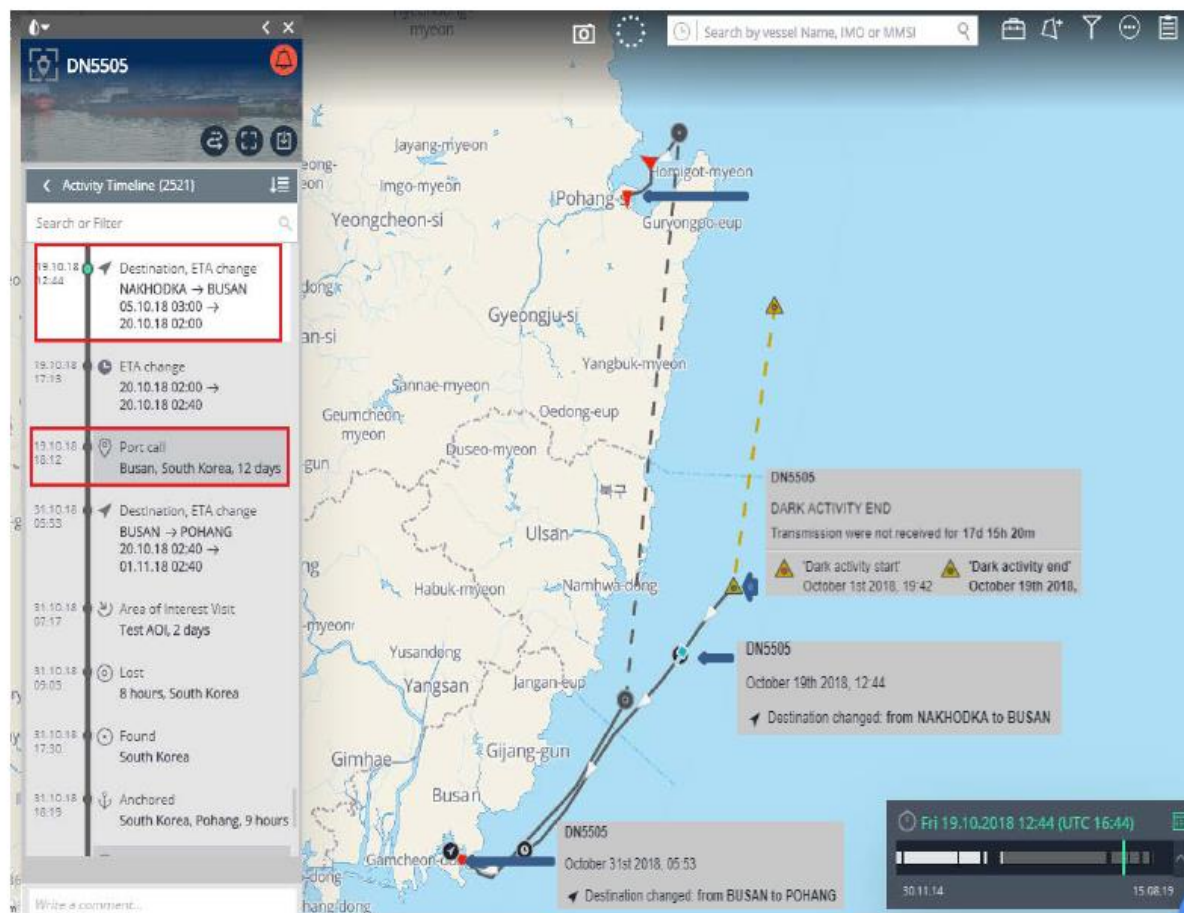 myeon
Search by vessel Name, IMO or MMSI
DN5505
Activity Timeline (2521)
Search or Filter
19.10.18
12:44
Destination, ETA change
NAKHODKA → BUSAN
05.10.18 03:00 →
20.10.18 02:00
ETA change
20.10.18 02:00 →
20.10.18 02:40
19.10.18
18:12
Port call
Busan, South Korea, 12 days
31.10.18
05:53
Destination, ETA change
BUSAN → POHANG
20.10.18 02:40 →
01.11.18 02:40
31.10.18
07:17
Area of Interest Visit
Test AOI, 2 days
31.10.18
Lost
8 hours, South Korea
31.10.18
17:30
Found
South Korea
31.10.18
Anchored
South Korea, Pohang, 9 hours
Write a comment...
Jayang-myeon
Imgo-myeon
Yeongcheon-si
Pohang-s
Homigot-myeon
Guryongpo-eup
Gyeongju-si
Yangbuk-myeon
Sannae-myeon
Geumcheon-
myeon
Oedong-eup
Duseo-myeon
북구
Ulsan
Habuk-myeon
Namhwa-dong
Yusandong
Yangsan
Jangan-eup
Gimhae
Gijang-gun
Busan
DN5505
DARK ACTIVITY END
Transmission were not received for 17d 15h 20m
'Dark activity start'
October 1st 2018, 19:42
'Dark activity end'
October 19th 2018,
DN5505
October 19th 2018, 12:44
Destination changed: from NAKHODKA to BUSAN
DN5505
October 31st 2018, 05:53
Destination changed: from BUSAN to POHANG
Fri 19.10.2018 12:44 (UTC 16:44)
30.11.14
15.08.19